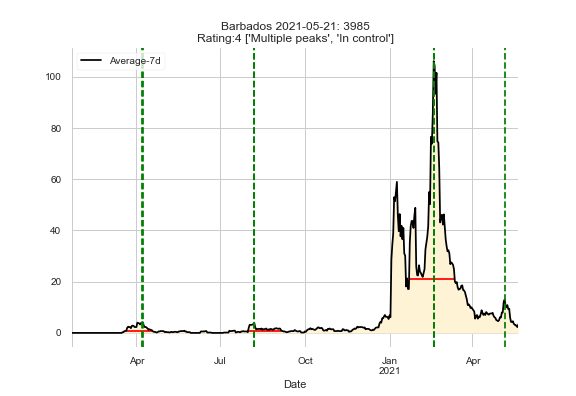 Barbados 2021-05-21: 3985
Rating:4 ['Multiple peaks', 'In control']
Average-7d
100
80
60
40
20
0
Apr
Jul
Oct
Jan
2021
Apr
Date